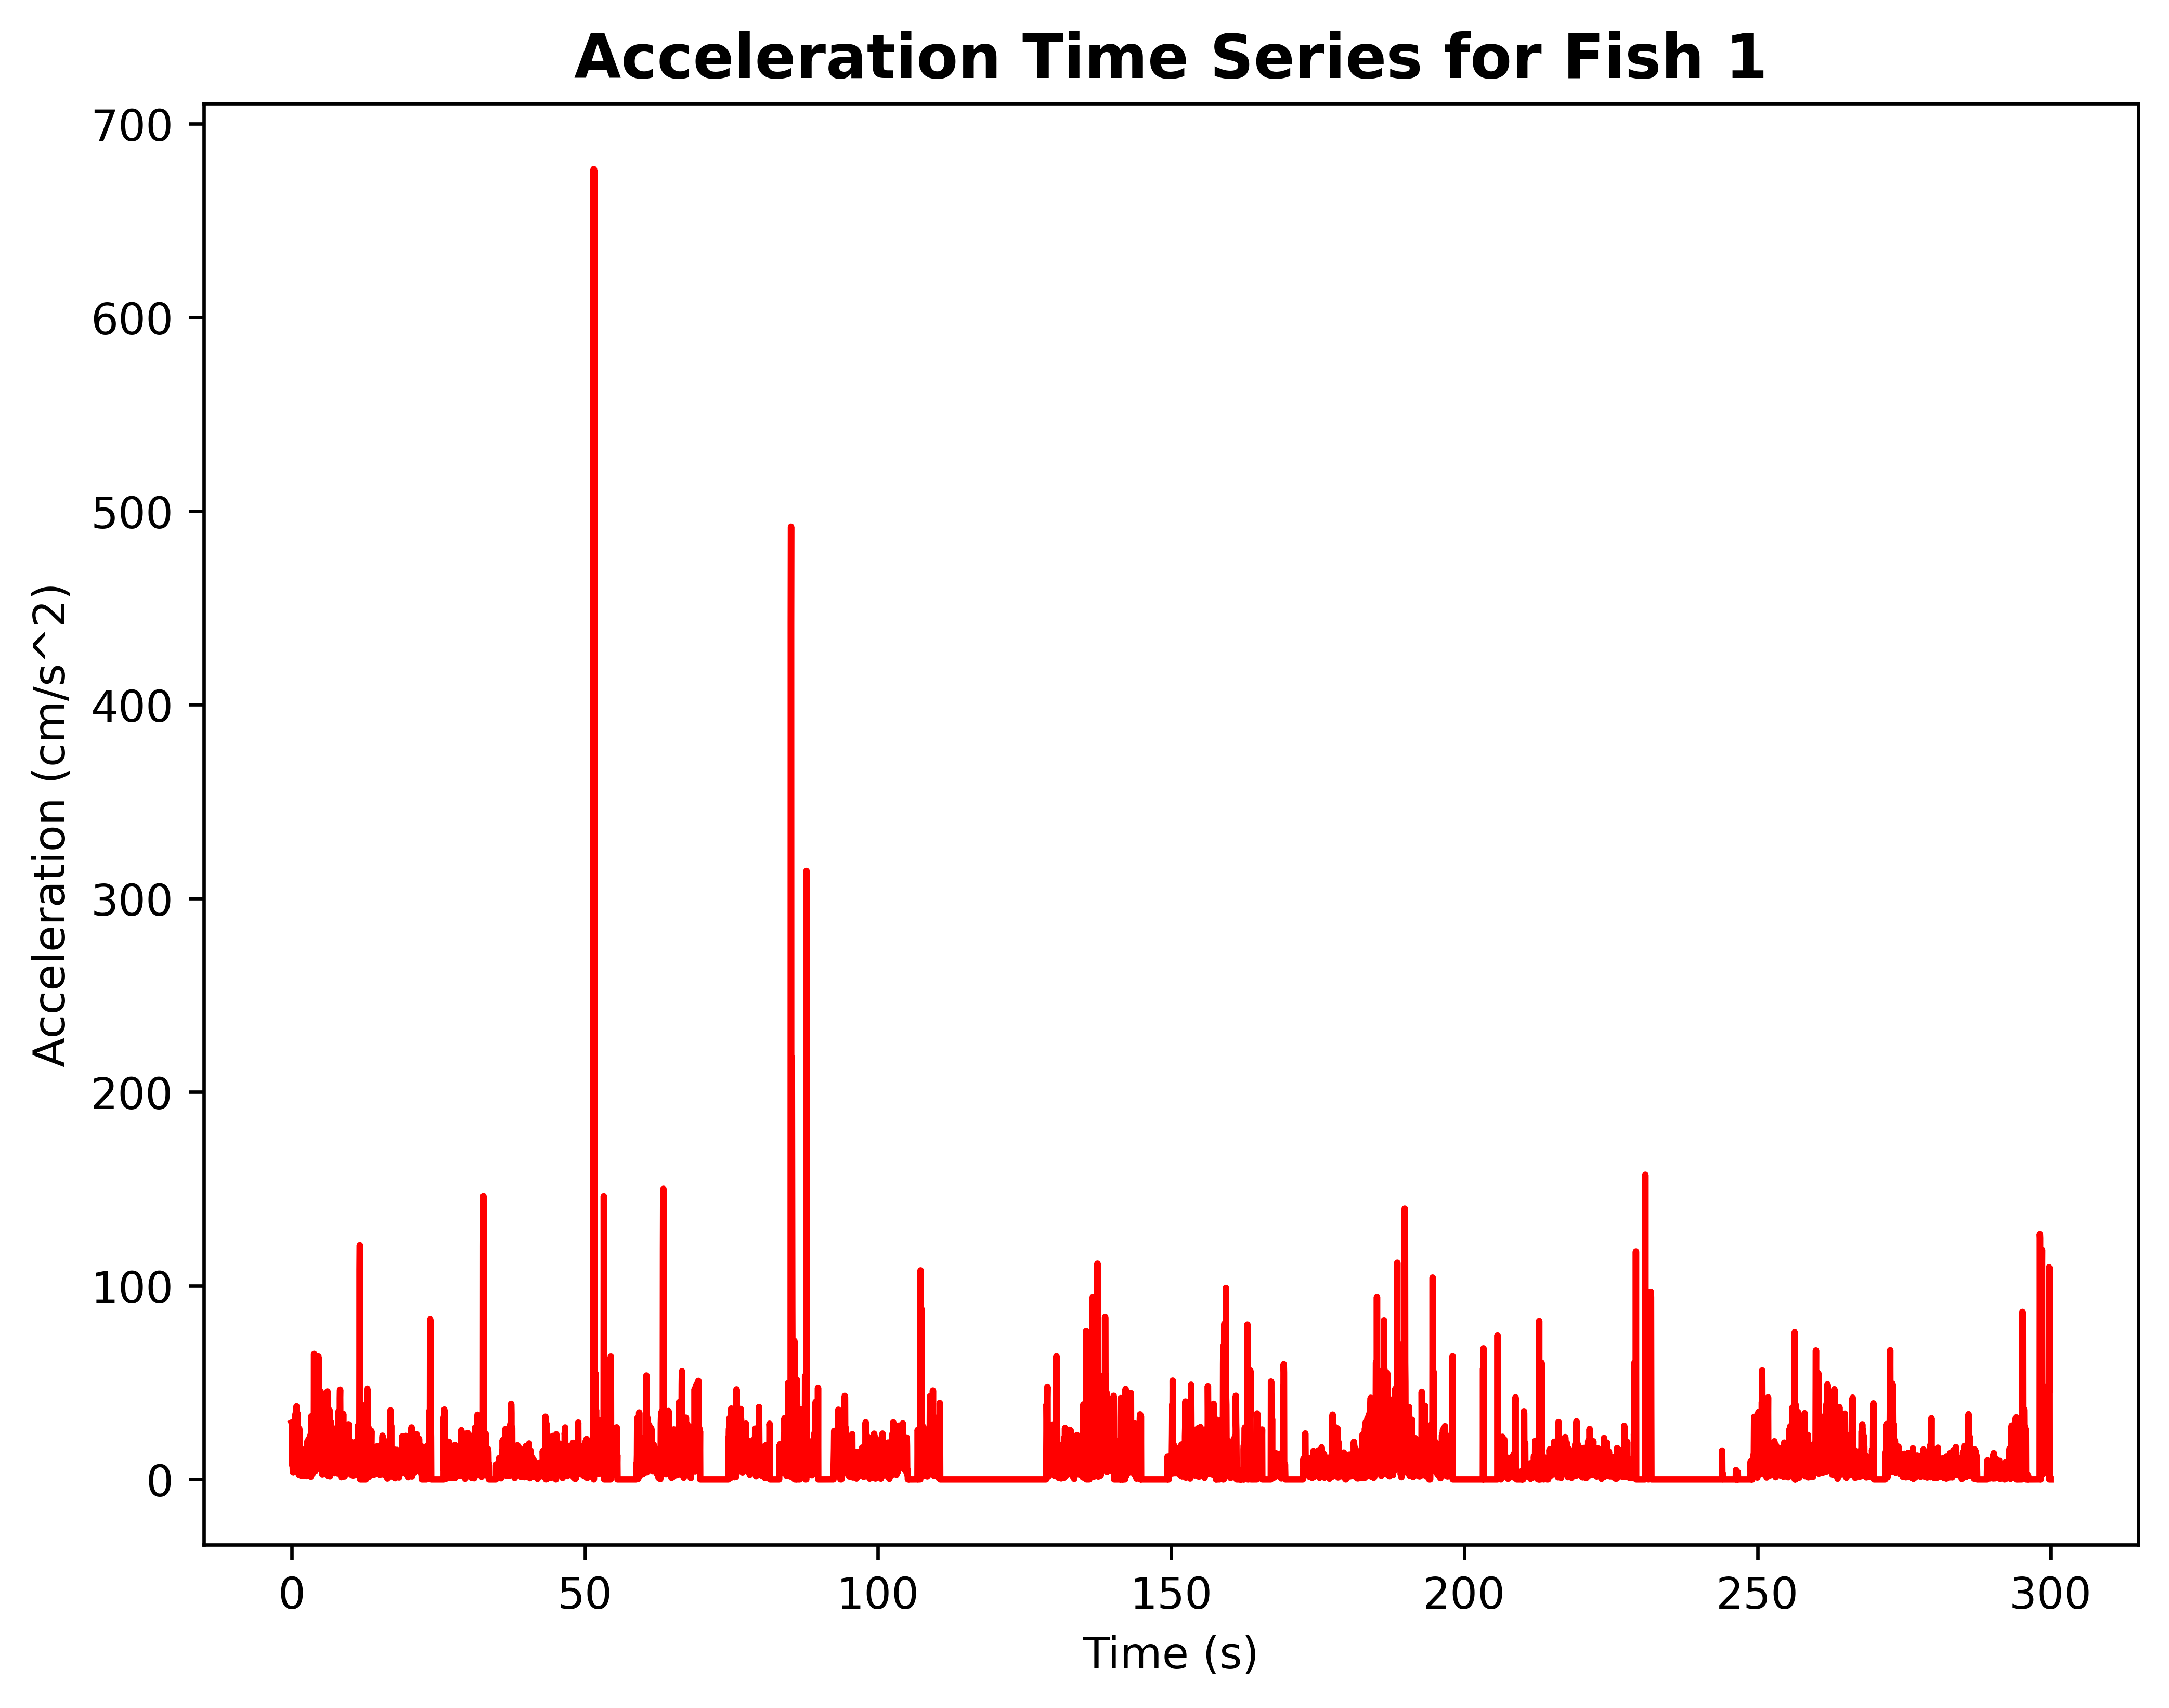 Acceleration Time Series for Fish 1
700
600
500
400
300
200
100
0
Acceleration (cm/s^2)
0 50 100 150 200 250 300
Time (s)